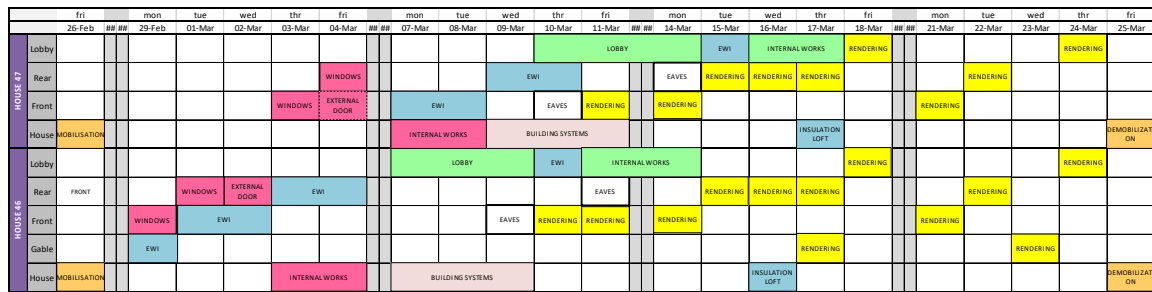 fri mon tue wed thr fri mon tue wed thr fri mon tue wed thr fri mon tue wed thr fri
26-Feb ## ## 29-Feb 01-Mar 02-Mar 03-Mar 04-Mar ## ## 07-Mar 08-Mar 09-Mar 10-Mar 11-Mar ## ## 14-Mar 15-Mar 16-Mar 17-Mar 18-Mar ## ## 21-Mar 22-Mar 23-Mar 24-Mar 25-Mar
HOUSE 47
Lobby LOBBY EWI INTERNAL WORKS RENDERING RENDERING
Rear WINDOWS EWI EAVES RENDERING RENDERING RENDERING RENDERING
Front WINDOWS EXTERNAL DOOR EWI EAVES RENDERING RENDERING RENDERING
House MOBILISATION INTERNAL WORKS BUILDING SYSTEMS INSULATION LOFT DEMOBILIZATION
HOUSE 46
Lobby LOBBY EWI INTERNAL WORKS RENDERING RENDERING
Rear FRONT WINDOWS EXTERNAL DOOR EWI EAVES RENDERING RENDERING RENDERING RENDERING
Front WINDOWS EWI EAVES RENDERING RENDERING RENDERING RENDERING
Gable EWI RENDERING RENDERING
House MOBILISATION INTERNAL WORKS BUILDING SYSTEMS INSULATION LOFT DEMOBILIZATION